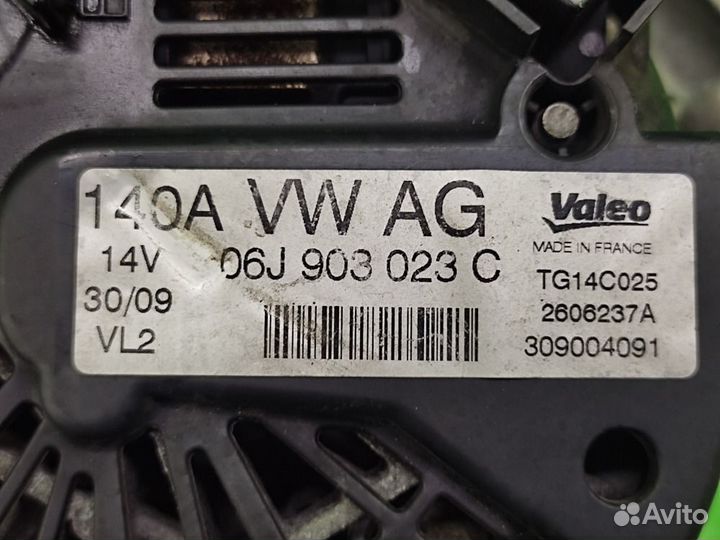 140A VW AG
14V 06J 903 023 C
30/09
VL2
Valeo
MADE IN FRANCE
TG14C025
2606237A
309004091
Avito